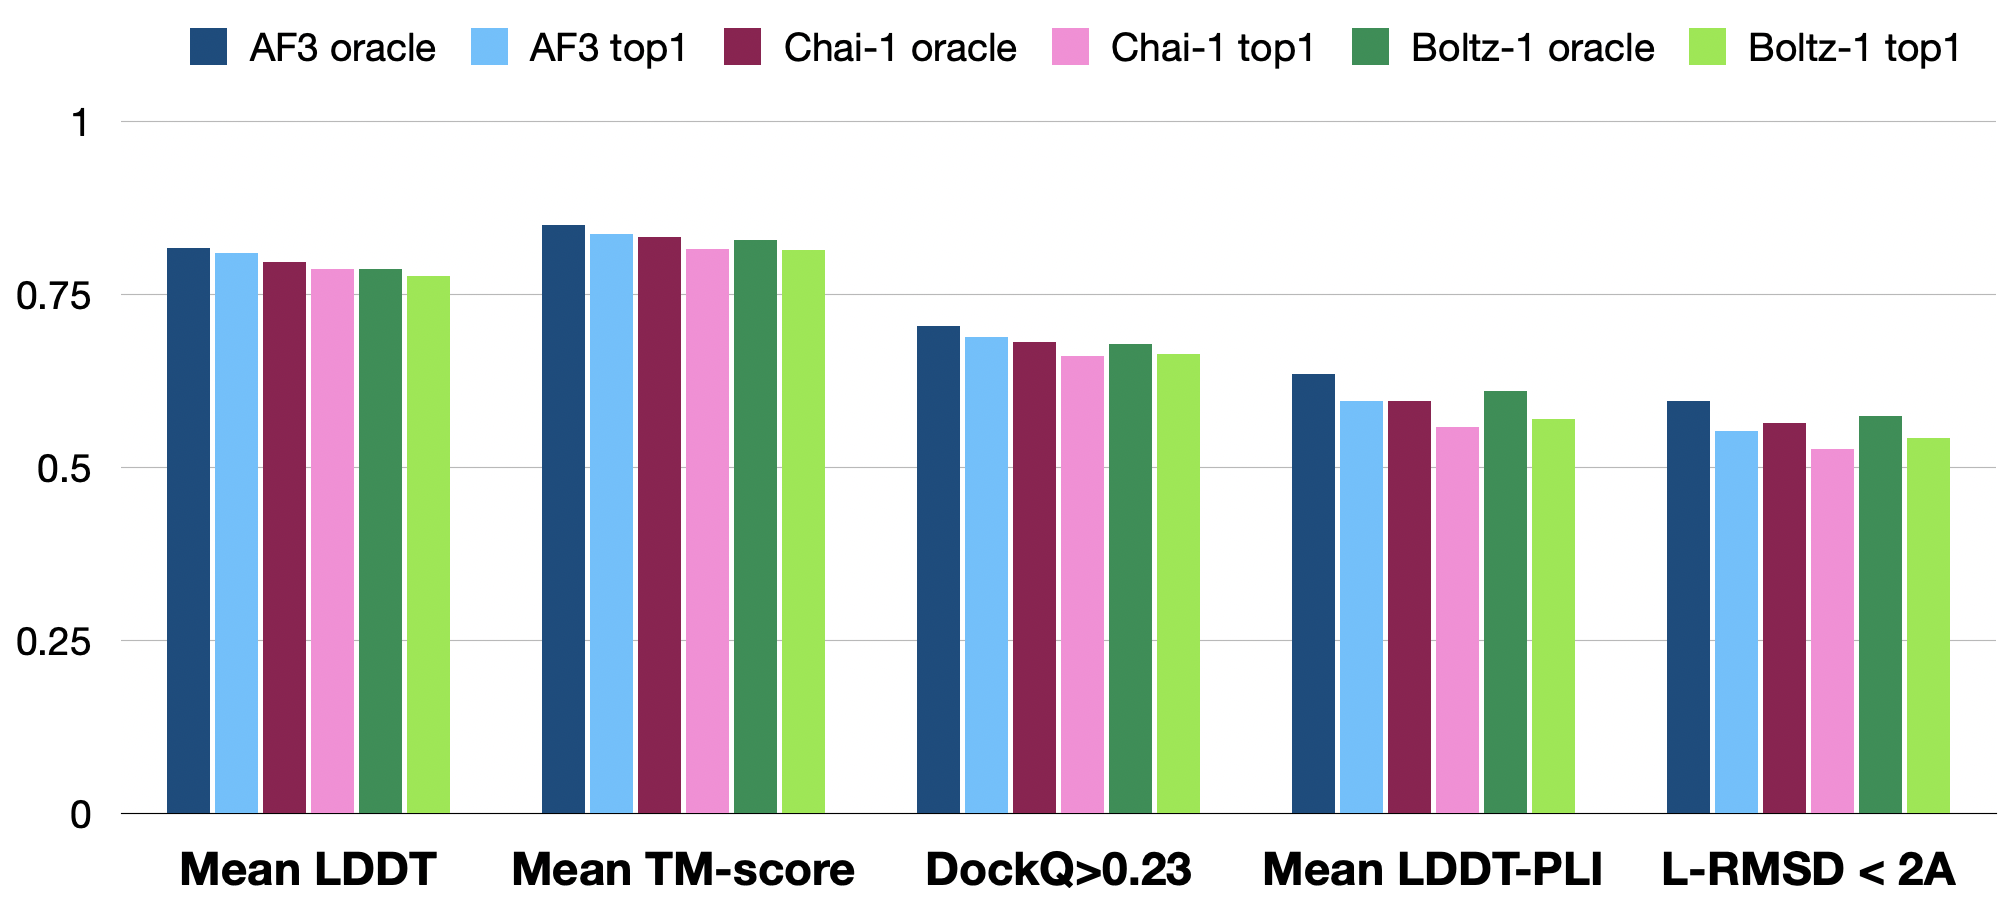 AF3 oracle AF3 top1 Chai-1 oracle Chai-1 top1 Boltz-1 oracle Boltz-1 top1
1
0.75
0.5
0.25
0
Mean LDDT Mean TM-score DockQ>0.23 Mean LDDT-PLI L-RMSD < 2A